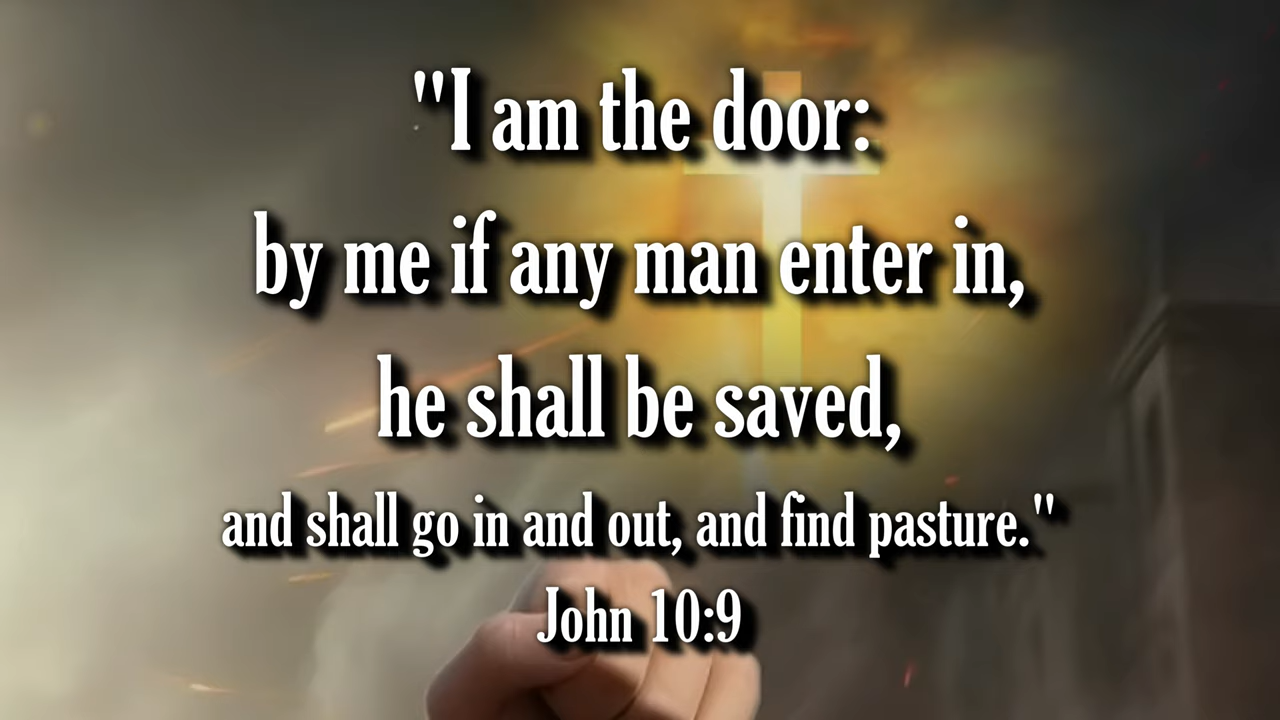 "I am the door:
by me if any man enter in,
he shall be saved,
and shall go in and out, and find pasture."
John 10:9